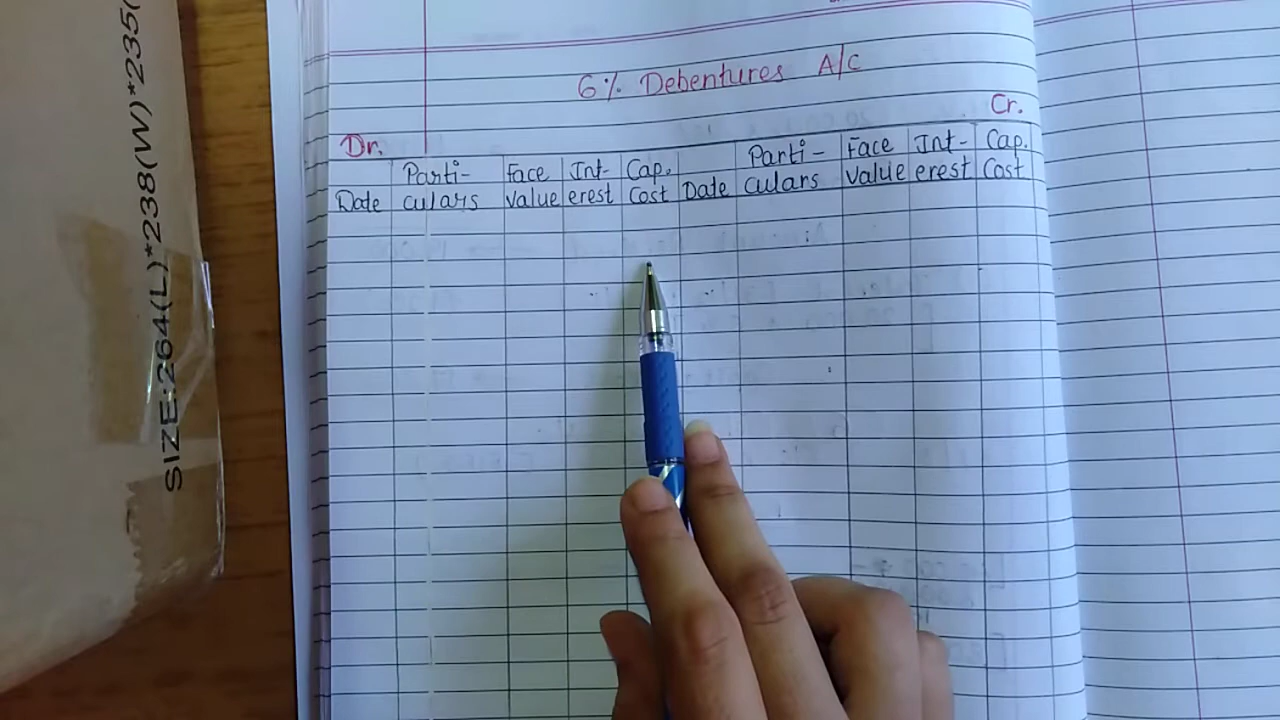 6% Debentures A/C
Dr. Cr.
Parti- Face Int- Cap. Parti- Face Int- Cap.
Date culars value erest Cost Date culars value erest Cost
SIZE:264(L)*238(W)*235(